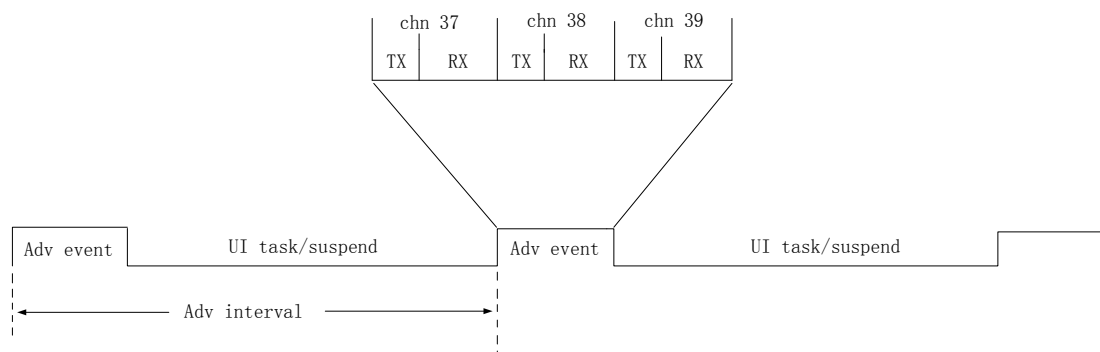 chn 37 chn 38 chn 39
TX RX TX RX TX RX
Adv event UI task/suspend Adv event UI task/suspend
Adv interval